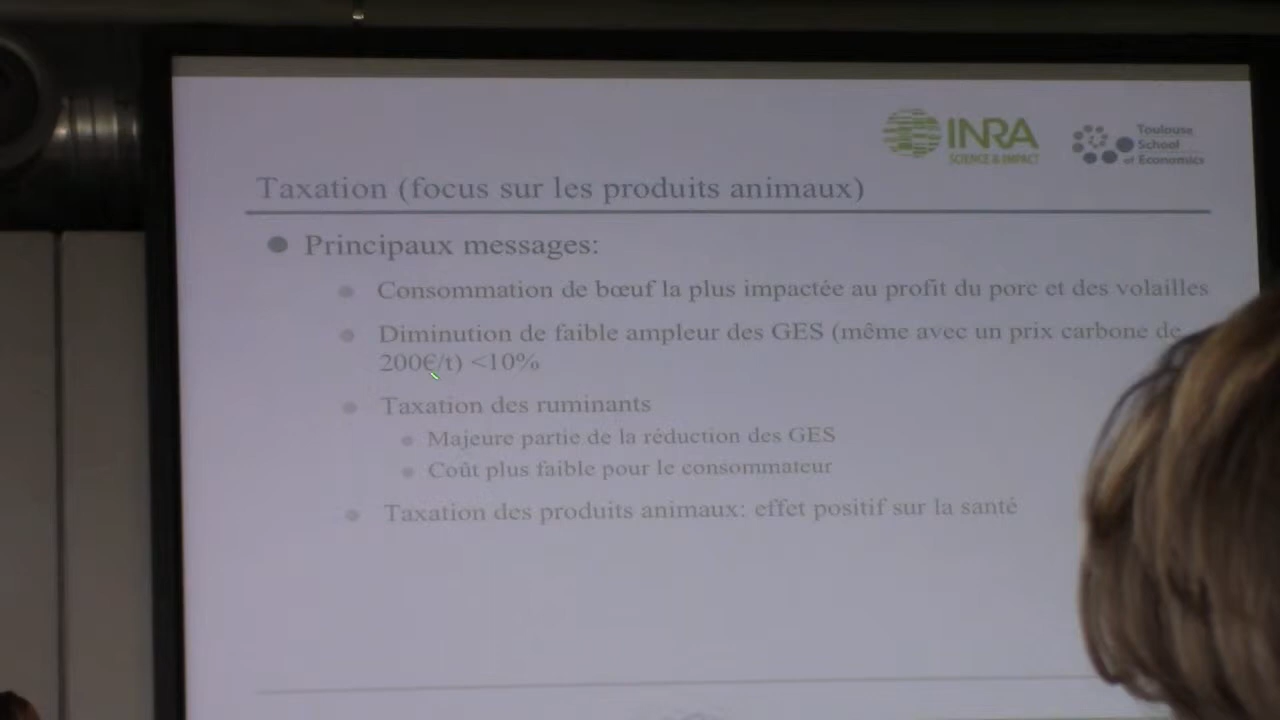 INRA
SCIENCE & IMPACT
Toulouse
School
of Economics
Taxation (focus sur les produits animaux)
Principaux messages:
Consommation de bœuf la plus impactée au profit du porc et des volailles
Diminution de faible ampleur des GES (même avec un prix carbone de
200€/t) <10%
Taxation des ruminants
Majeure partie de la réduction des GES
Coût plus faible pour le consommateur
Taxation des produits animaux: effet positif sur la santé